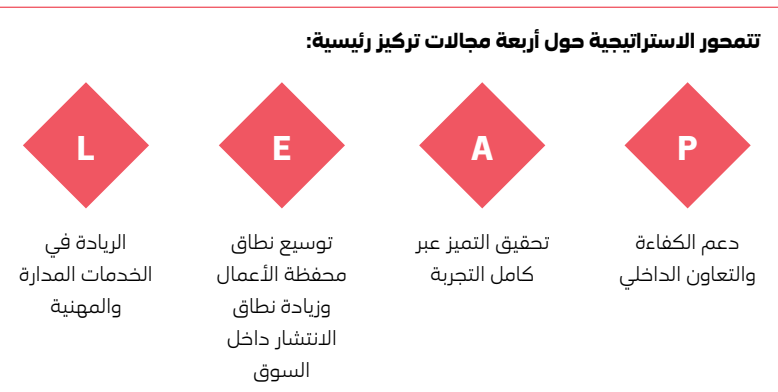 تتمحور الاستراتيجية حول أربعة مجالات تركيز رئيسية:
L
الريادة في
الخدمات المدارة
والمهنية
E
توسيع نطاق
محفظة الأعمال
وزيادة نطاق
الانتشار داخل
السوق
A
تحقيق التميز عبر
كامل التجربة
P
دعم الكفاءة
والتعاون الداخلي